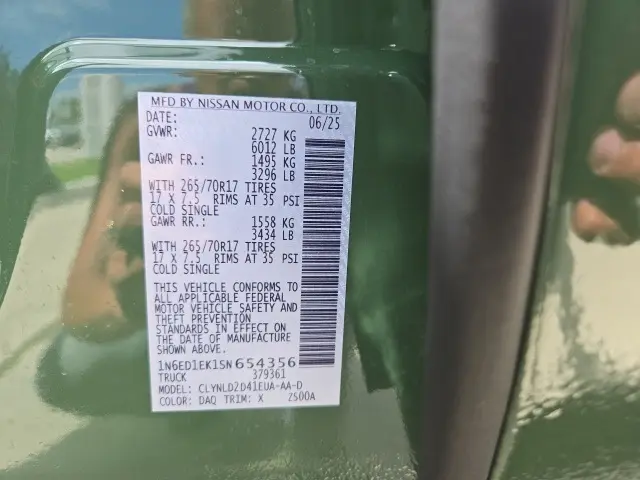 MFD BY NISSAN MOTOR CO., LTD.
DATE: 06/25
GVWR: 2727 KG
6012 LB
GAWR FR.: 1495 KG
3296 LB
WITH 265/70R17 TIRES
17 X 7.5 RIMS AT 35 PSI
COLD SINGLE
GAWR RR.: 1558 KG
3434 LB
WITH 265/70R17 TIRES
17 X 7.5 RIMS AT 35 PSI
COLD SINGLE
THIS VEHICLE CONFORMS TO
ALL APPLICABLE FEDERAL
MOTOR VEHICLE SAFETY AND
THEFT PREVENTION
STANDARDS IN EFFECT ON
THE DATE OF MANUFACTURE
SHOWN ABOVE.
1N6ED1EK1SN654356
TRUCK 379361
MODEL: CLYNLD2D41EUA-AA-D
COLOR: DAQ TRIM: X ZS00A